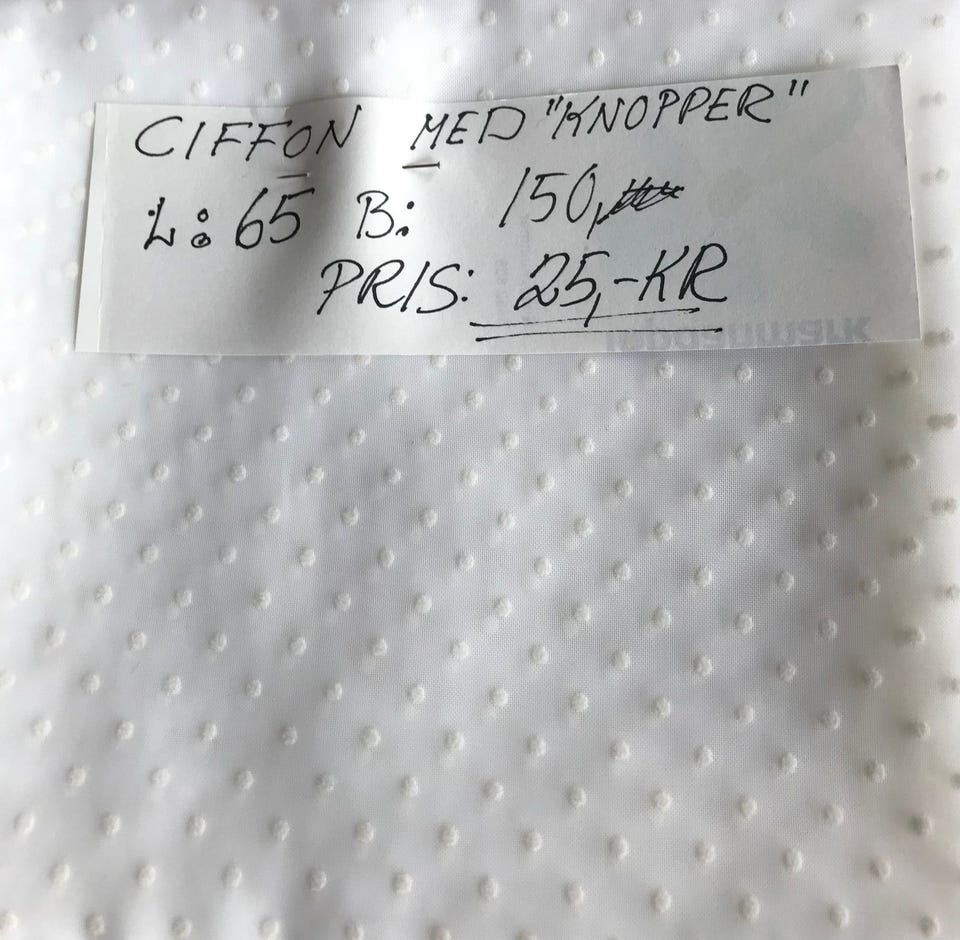 CIFFON MED "KNOPPER"
L: 65 B: 150,
PRIS: 25,-KR